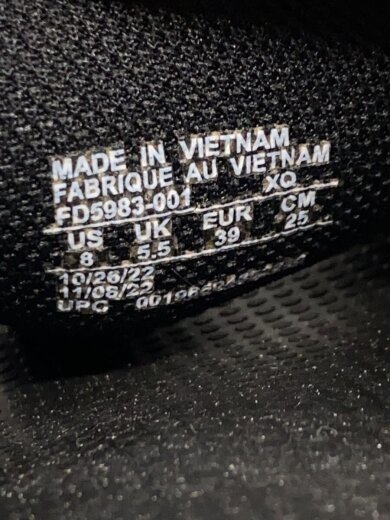 MADE IN VIETNAM
FABRIQUE AU VIETNAM
FD5983-001 XQ
US UK EUR CM
8 5.5 39 25
10/26/22
11/06/22
UPC